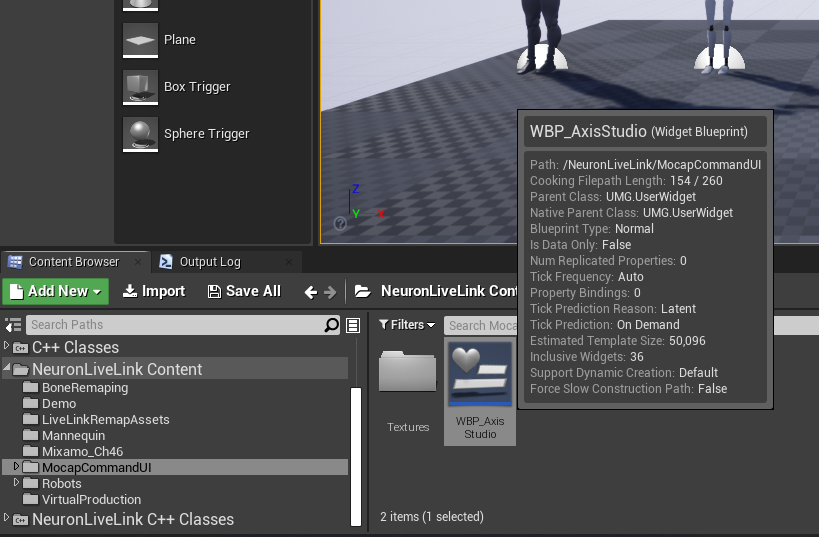 Plane
Box Trigger
Sphere Trigger
Z
Y
X
WBP_AxisStudio (Widget Blueprint)
Path: /NeuronLiveLink/MocapCommandUI
Cooking Filepath Length: 154 / 260
Parent Class: UMG.UserWidget
Native Parent Class: UMG.UserWidget
Blueprint Type: Normal
Is Data Only: False
Num Replicated Properties: 0
Tick Frequency: Auto
Property Bindings: 0
Tick Prediction Reason: Latent
Tick Prediction: On Demand
Estimated Template Size: 50,096
Inclusive Widgets: 36
Support Dynamic Creation: Default
Force Slow Construction Path: False
Content Browser
Output Log
Add New
Import
Save All
NeuronLiveLink Cont
Search Paths
C++ Classes
NeuronLiveLink Content
BoneRemaping
Demo
LiveLinkRemapAssets
Mannequin
Mixamo_Ch46
MocapCommandUI
Robots
VirtualProduction
NeuronLiveLink C++ Classes
Filters
Search Moca
Textures
WBP_Axis
Studio
2 items (1 selected)